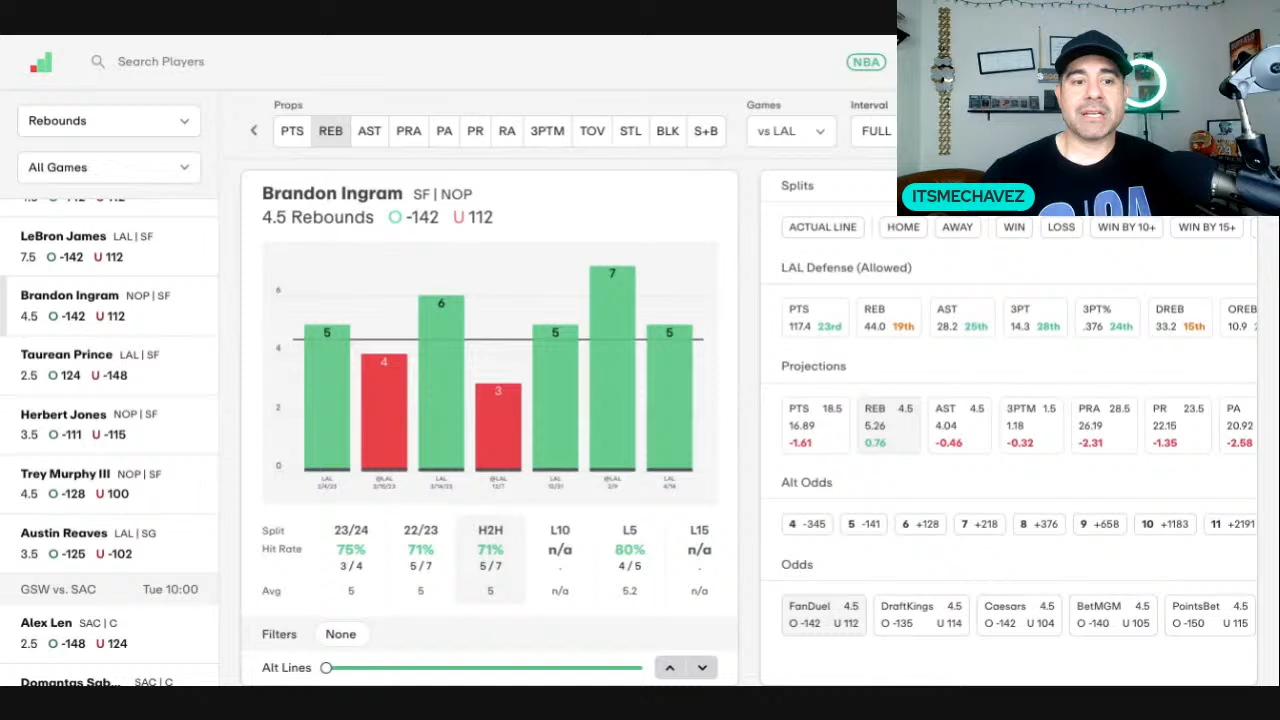 Search Players
NBA
ITSMECHAVEZ
Rebounds
All Games
LeBron James LAL | SF
7.5 O -142 U 112
Brandon Ingram NOP | SF
4.5 O -142 U 112
Taurean Prince LAL | SF
2.5 O 124 U -148
Herbert Jones NOP | SF
3.5 O -111 U -115
Trey Murphy III NOP | SF
4.5 O -128 U 100
Austin Reaves LAL | SG
3.5 O -125 U -102
GSW vs. SAC Tue 10:00
Alex Len SAC | C
2.5 O -148 U 124
Domantas Sab... SAC | C
Props
PTS REB AST PRA PA PR RA 3PTM TOV STL BLK S+B
Games
vs LAL
Interval
FULL
Brandon Ingram SF | NOP
4.5 Rebounds O -142 U 112
6
4
2
0
5 4 6 3 5 7 5
LAL @LAL LAL @LAL LAL @LAL LAL
Split 23/24 22/23 H2H L10 L5 L15
Hit Rate 75% 71% 71% n/a 80% n/a
3 / 4 5 / 7 5 / 7 . 4 / 5 .
Avg 5 5 5 n/a 5.2 n/a
Filters None
Alt Lines
Splits
ACTUAL LINE HOME AWAY WIN LOSS WIN BY 10+ WIN BY 15+
LAL Defense (Allowed)
PTS REB AST 3PT 3PT% DREB OREB
117.4 23rd 44.0 19th 28.2 25th 14.3 28th .376 24th 33.2 15th 10.9
Projections
PTS 18.5 REB 4.5 AST 4.5 3PTM 1.5 PRA 28.5 PR 23.5 PA
16.89 5.26 4.04 1.18 26.19 22.15 20.92
-1.61 0.76 -0.46 -0.32 -2.31 -1.35 -2.58
Alt Odds
4 -345 5 -141 6 +128 7 +218 8 +376 9 +658 10 +1183 11 +2191
Odds
FanDuel 4.5 DraftKings 4.5 Caesars 4.5 BetMGM 4.5 PointsBet 4.5
O -142 U 112 O -135 U 114 O -142 U 104 O -140 U 105 O -150 U 115